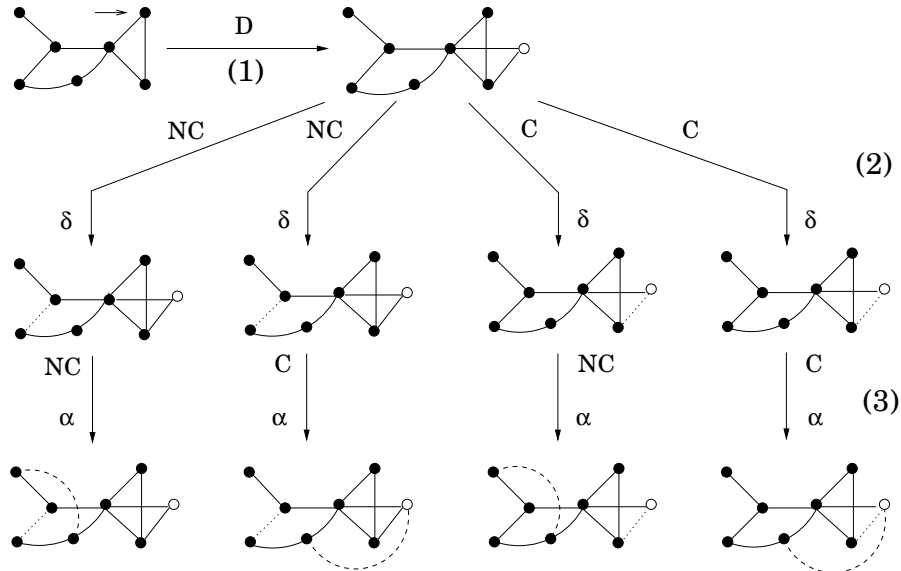 D
(1)
NC NC C C
(2)
δ δ δ δ
NC C NC C
(3)
α α α α